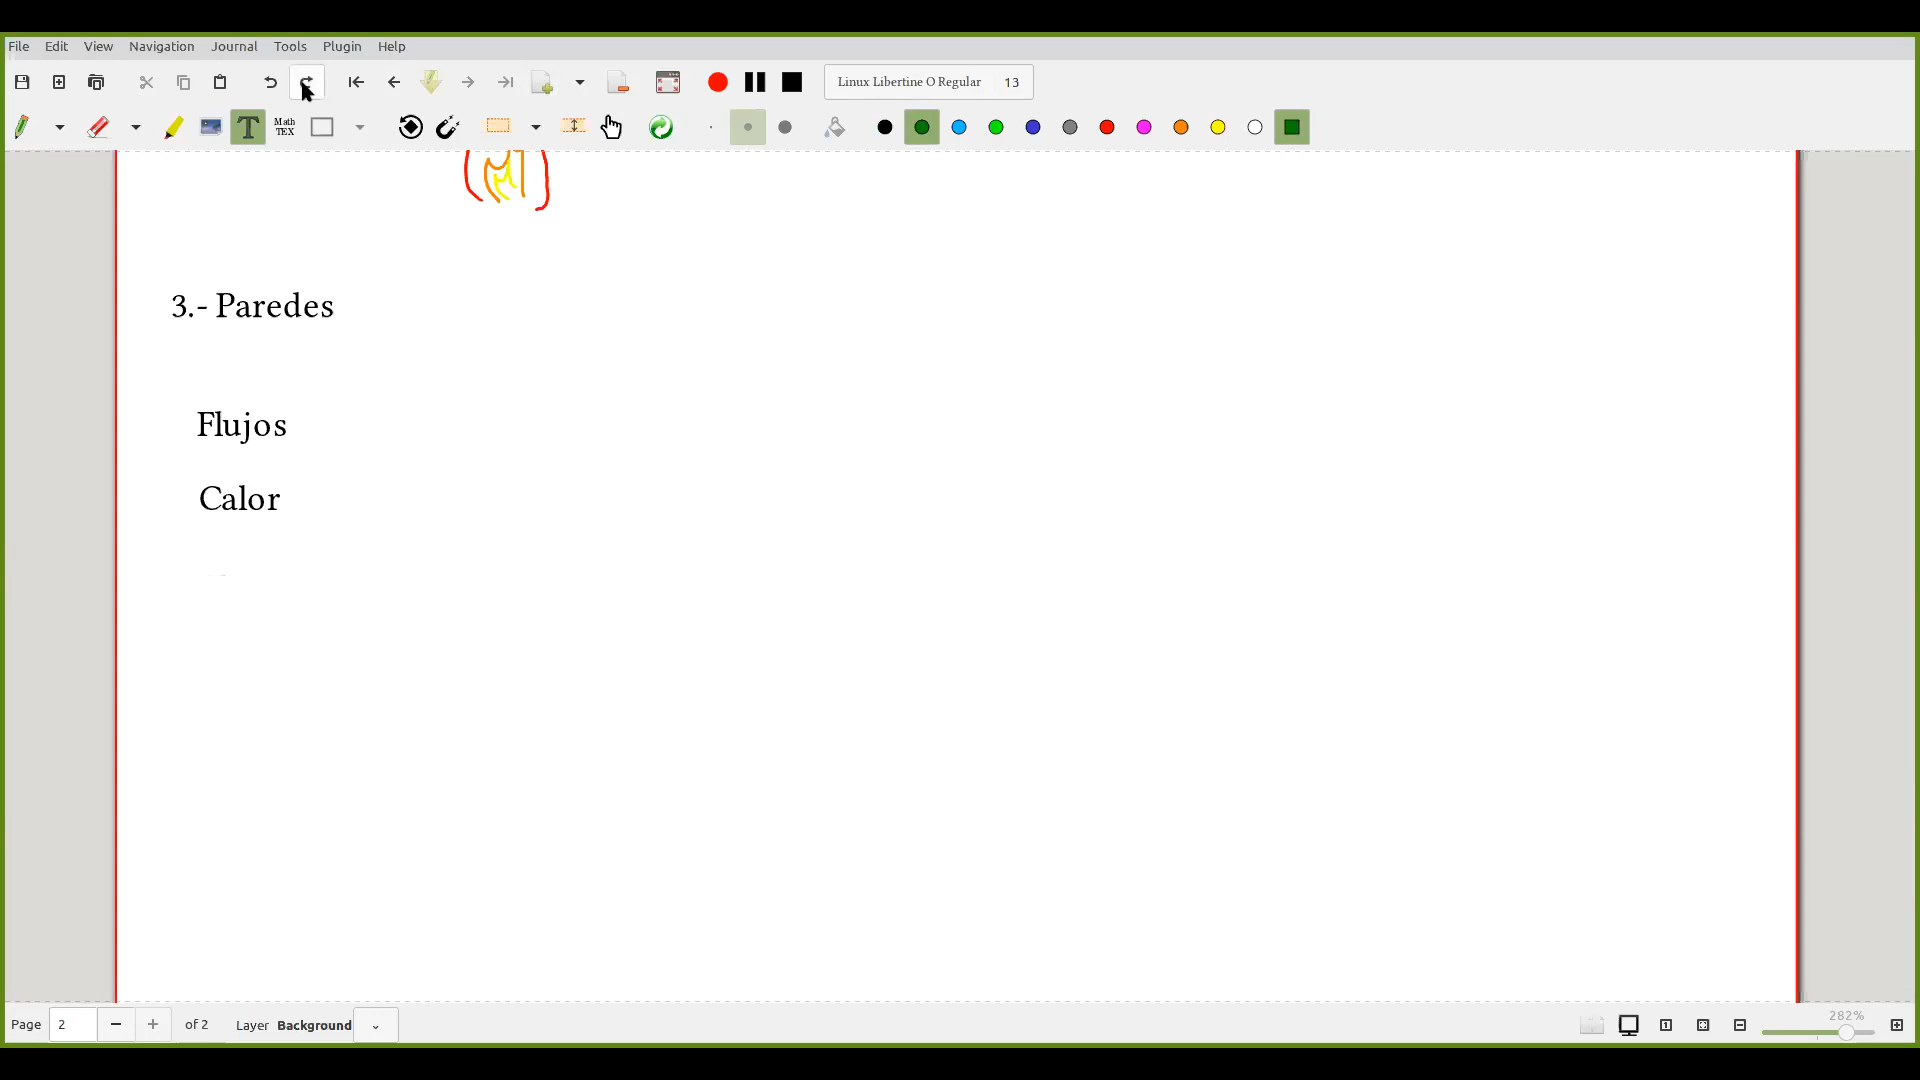 File Edit View Navigation Journal Tools Plugin Help
Linux Libertine O Regular 13
Math
TEX
3.- Paredes
Flujos
Calor
Page 2 of 2 Layer Background 282%